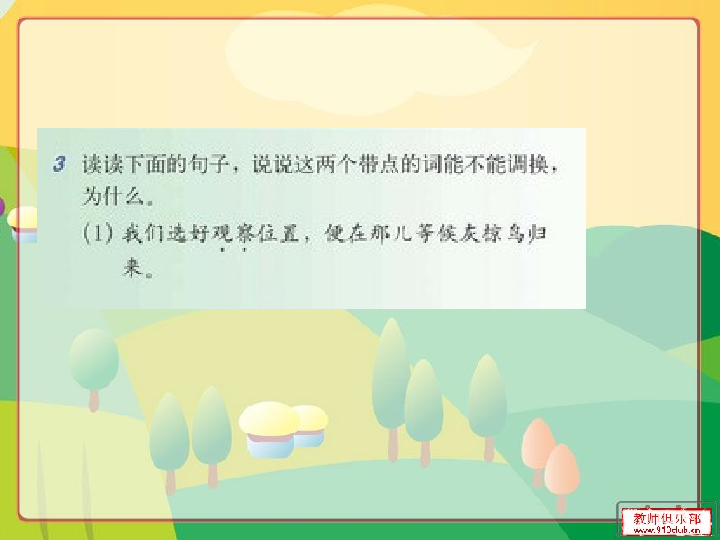 3 读读下面的句子，说说这两个带点的词能不能调换，
为什么。
(1) 我们选好观察位置，便在那儿等候灰椋鸟归
来。
教师俱乐部
www.910club.cn